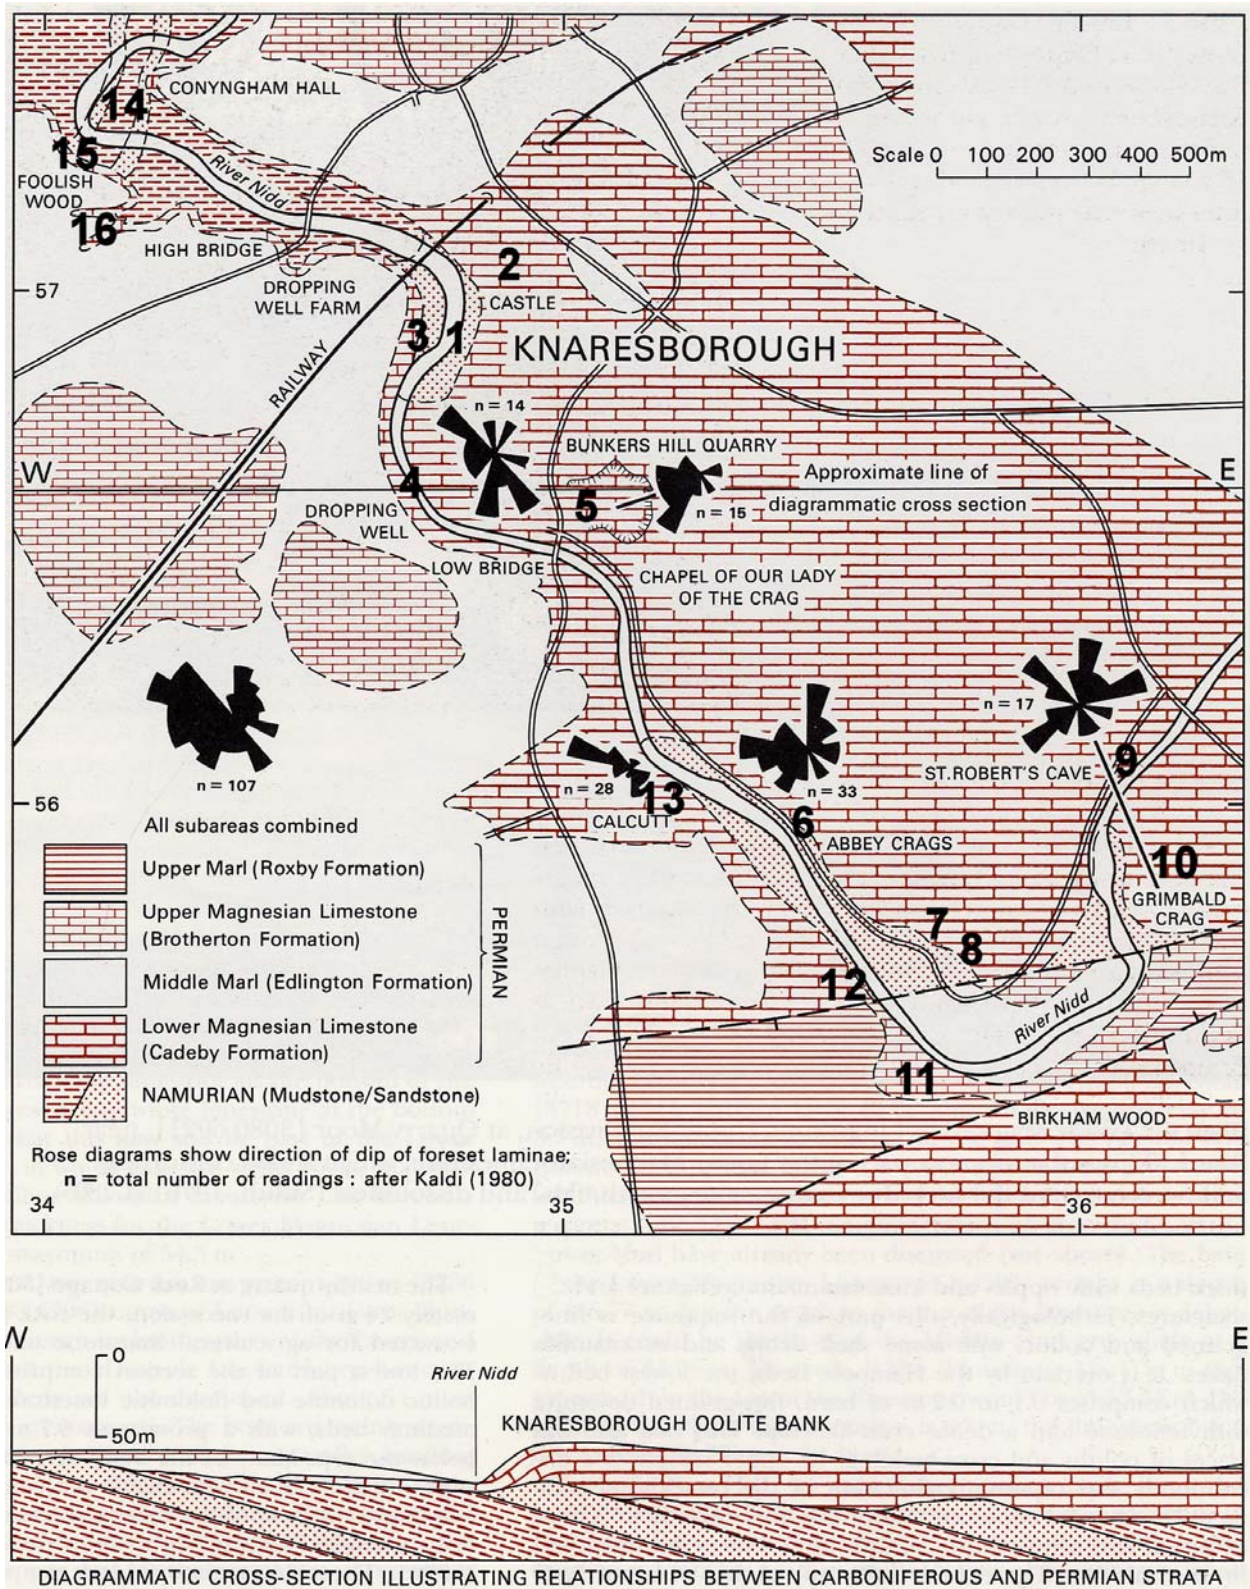 CONYNGHAM HALL
14
15
FOOLISH
WOOD
16
River Nidd
HIGH BRIDGE
DROPPING
WELL FARM
57
RAILWAY
Scale 0 100 200 300 400 500m
2
CASTLE
3
1
KNARESBOROUGH
n = 14
BUNKERS HILL QUARRY
W
4
5
n = 15
Approximate line of
diagrammatic cross section
E
DROPPING
WELL
LOW BRIDGE
CHAPEL OF OUR LADY
OF THE CRAG
n = 107
n = 28
13
CALCUTT
n = 33
n = 17
ST.ROBERT'S CAVE
9
56
6
ABBEY CRAGS
10
GRIMBALD
CRAG
7
8
12
River Nidd
11
BIRKHAM WOOD
All subareas combined
Upper Marl (Roxby Formation)
Upper Magnesian Limestone
(Brotherton Formation)
Middle Marl (Edlington Formation)
Lower Magnesian Limestone
(Cadeby Formation)
PERMIAN
NAMURIAN (Mudstone/Sandstone)
Rose diagrams show direction of dip of foreset laminae;
n = total number of readings : after Kaldi (1980)
34
35
36
W
E
0
50m
River Nidd
KNARESBOROUGH OOLITE BANK
DIAGRAMMATIC CROSS-SECTION ILLUSTRATING RELATIONSHIPS BETWEEN CARBONIFEROUS AND PERMIAN STRATA